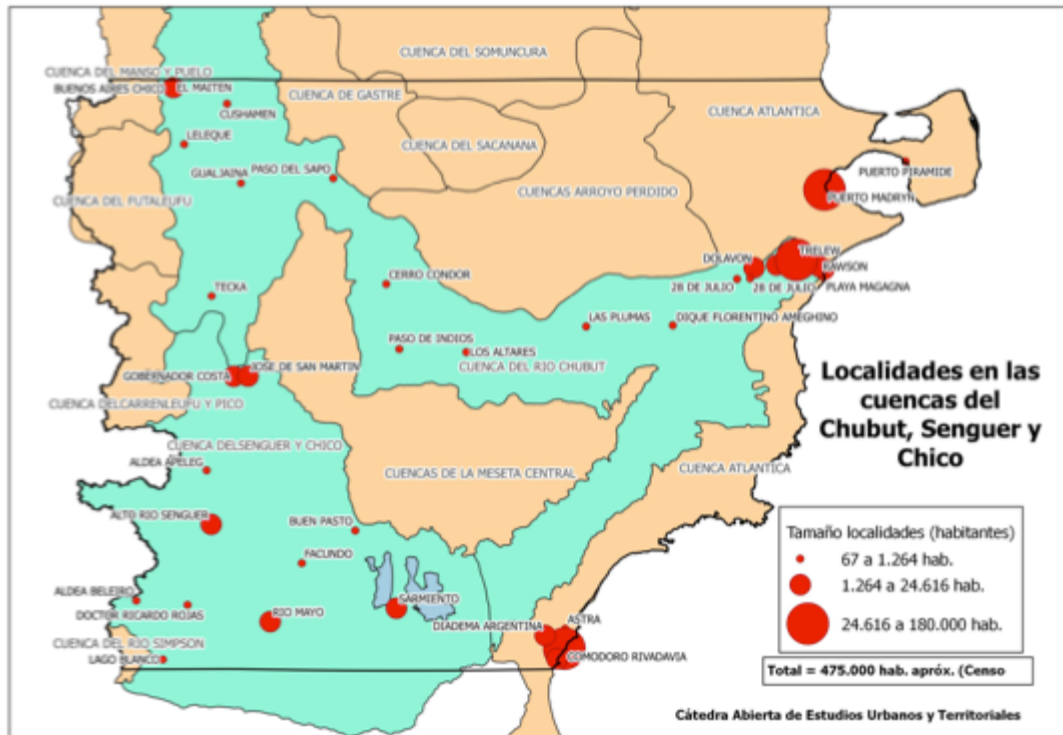 CUENCA DEL SOMUNCURA
CUENCA DEL MANSO Y PUELO
BUENOS AIRES CHICO
EL MAITEN
CUENCA DE GASTRE
CUSHAMEN
CUENCA ATLANTICA
LELEQUE
CUENCA DEL SACANANA
GUALJAINA
PASO DEL SAPO
PUERTO PIRAMIDE
CUENCA DEL FUTALEUFU
CUENCAS ARROYO PERDIDO
PUERTO MADRYN
DOLAVON
TRELEW
RAWSON
CERRO CONDOR
28 DE JULIO
28 DE JULIO
PLAYA MAGAGNA
TECKA
LAS PLUMAS
DIQUE FLORENTINO AMEGHINO
PASO DE INDIOS
LOS ALTARES
CUENCA DEL RIO CHUBUT
GOBERNADOR COSTA
JOSE DE SAN MARTIN
Localidades en las
cuencas del
Chubut, Senguer y
Chico
CUENCA DELCARRENLEUFU Y PICO
CUENCA DELSENGUER Y CHICO
ALDEA APELEG
CUENCAS DE LA MESETA CENTRAL
CUENCA ATLANTICA
ALTO RIO SENGUER
BUEN PASTO
FACUNDO
Tamaño localidades (habitantes)
67 a 1.264 hab.
1.264 a 24.616 hab.
24.616 a 180.000 hab.
ALDEA BELEIRO
DOCTOR RICARDO ROJAS
RIO MAYO
SARMIENTO
DIADEMA ARGENTINA
ASTRA
CUENCA DEL RIO SIMPSON
LAGO BLANCO
COMODORO RIVADAVIA
Total = 475.000 hab. apróx. (Censo
Cátedra Abierta de Estudios Urbanos y Territoriales